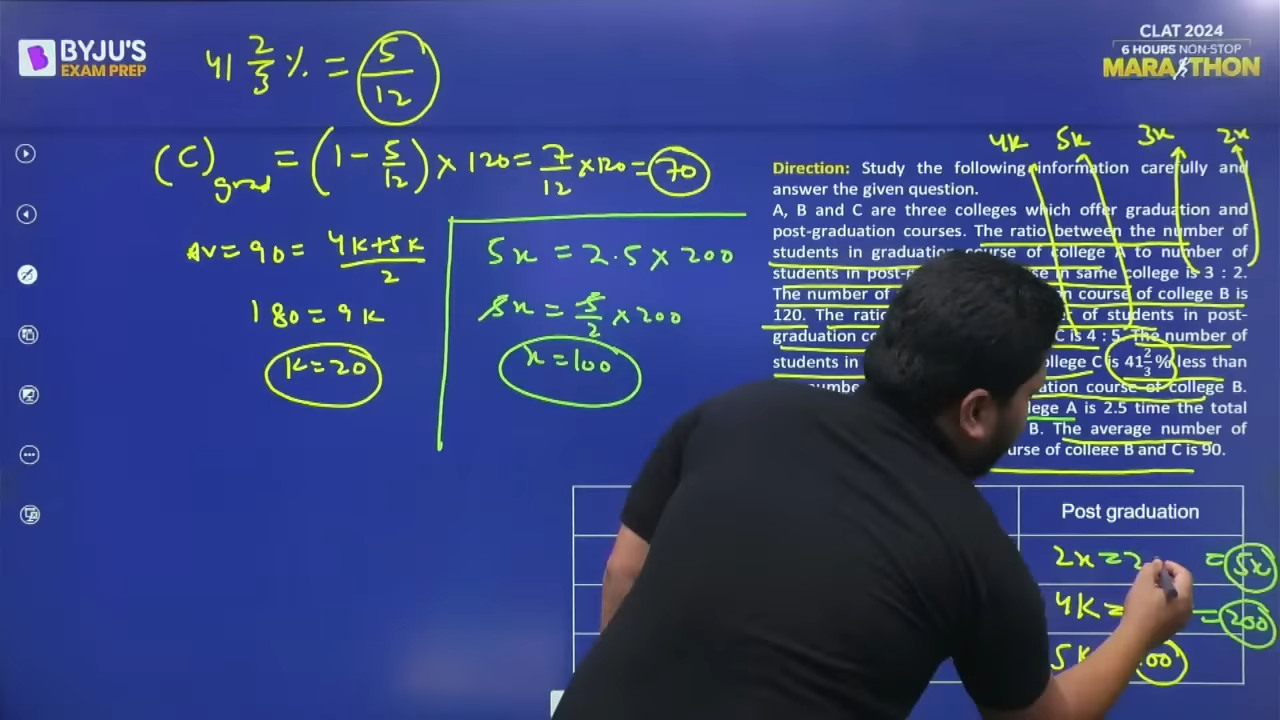 BYJU'S
EXAM PREP
CLAT 2024
6 HOURS NON-STOP
MARATHON
41 2/3 % = 5/12
(C)grad = (1 - 5/12) × 120 = 7/12 × 120 = 70
Av = 90 = 4K+5K/2
180 = 9K
K = 20
5x = 2.5 × 200
5x = 5/2 × 200
x = 100
4K 5K 3x 2x
Direction: Study the following information carefully and
answer the given question.
A, B and C are three colleges which offer graduation and
post-graduation courses. The ratio between the number of
students in graduation course of college A to number of
students in post- se in same college is 3 : 2.
The number of course of college B is
120. The ratio of students in post-
graduation C is 4 : 5. The number of
students in college C is 41 2/3% less than
course of college B.
A is 2.5 time the total
B. The average number of
of college B and C is 90.
Post graduation
2x = 2 = 5x
4K = = 200
5K